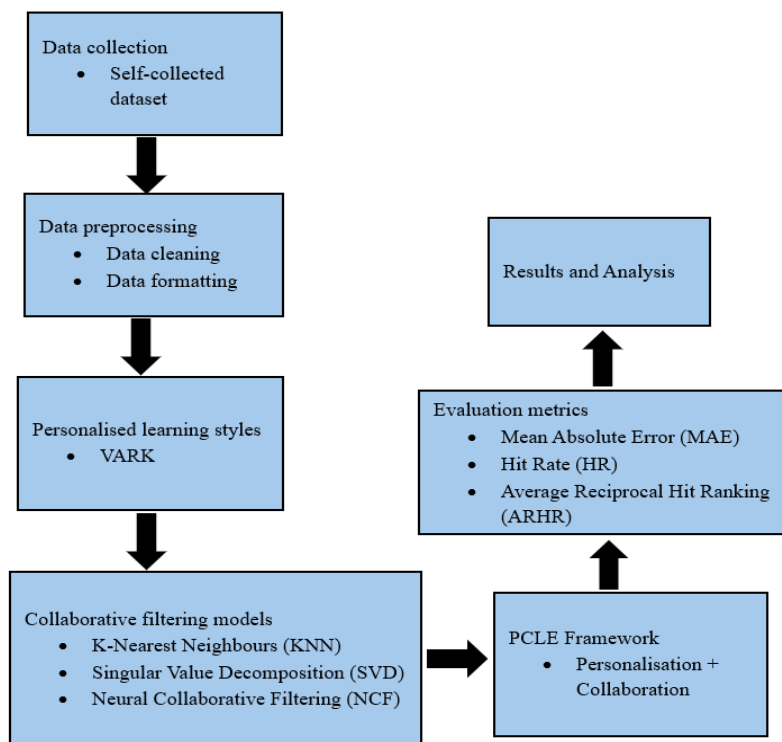 Data collection
• Self-collected
dataset
Data preprocessing
• Data cleaning
• Data formatting
Personalised learning styles
• VARK
Collaborative filtering models
• K-Nearest Neighbours (KNN)
• Singular Value Decomposition (SVD)
• Neural Collaborative Filtering (NCF)
PCLE Framework
• Personalisation +
Collaboration
Evaluation metrics
• Mean Absolute Error (MAE)
• Hit Rate (HR)
• Average Reciprocal Hit Ranking
(ARHR)
Results and Analysis